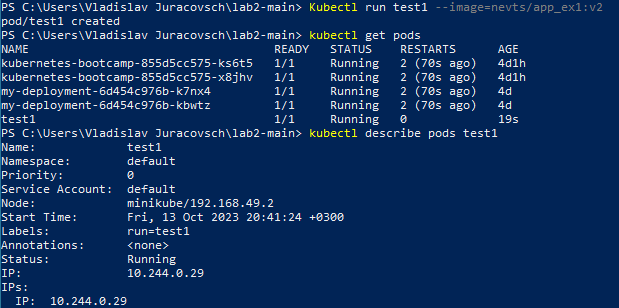 PS C:\Users\Vladislav Juracovsch\lab2-main> Kubectl run test1 --image=nevts/app_ex1:v2
pod/test1 created
PS C:\Users\Vladislav Juracovsch\lab2-main> kubectl get pods
NAME READY STATUS RESTARTS AGE
kubernetes-bootcamp-855d5cc575-ks6t5 1/1 Running 2 (70s ago) 4d1h
kubernetes-bootcamp-855d5cc575-x8jhv 1/1 Running 2 (70s ago) 4d1h
my-deployment-6d454c976b-k7nx4 1/1 Running 2 (70s ago) 4d
my-deployment-6d454c976b-kbwtz 1/1 Running 2 (70s ago) 4d
test1 1/1 Running 0 19s
PS C:\Users\Vladislav Juracovsch\lab2-main> kubectl describe pods test1
Name: test1
Namespace: default
Priority: 0
Service Account: default
Node: minikube/192.168.49.2
Start Time: Fri, 13 Oct 2023 20:41:24 +0300
Labels: run=test1
Annotations: <none>
Status: Running
IP: 10.244.0.29
IPs:
IP: 10.244.0.29